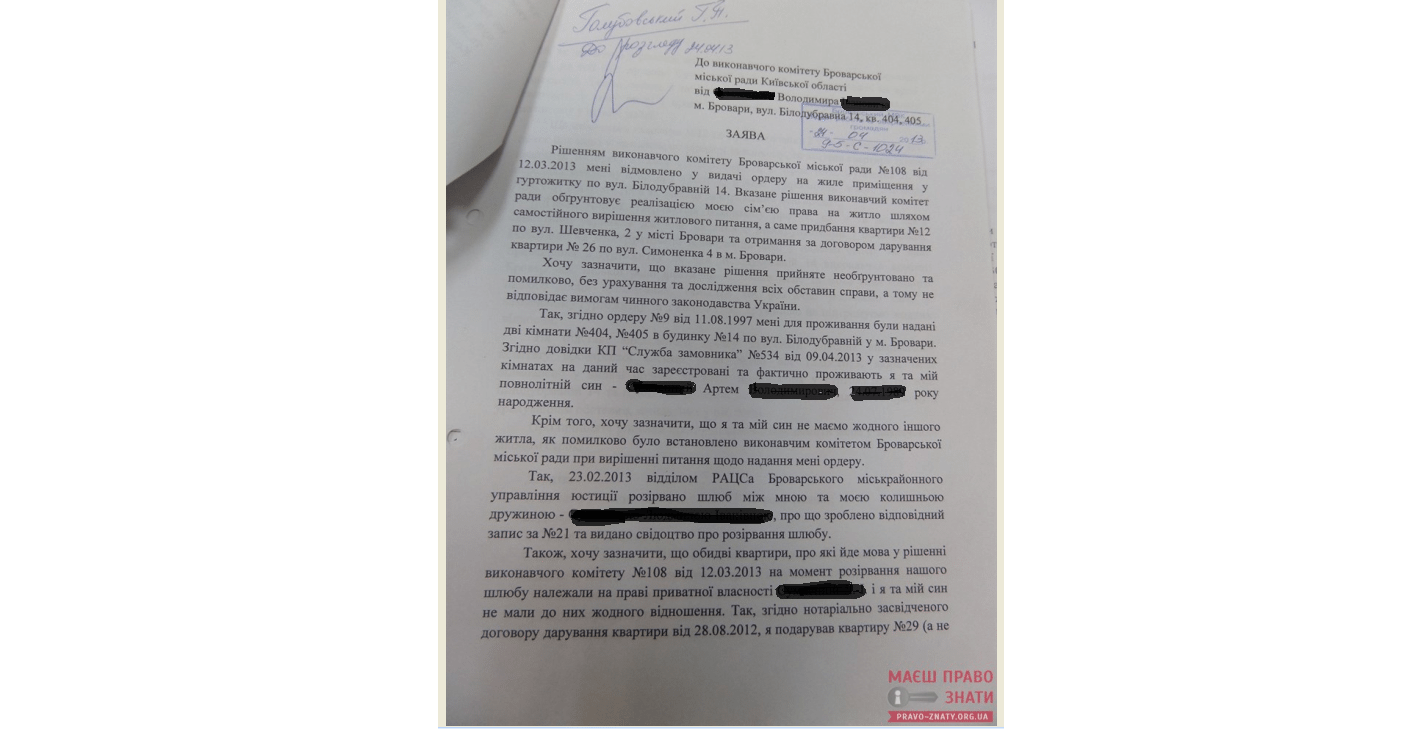 Голубовський Г.П.
До розгляду 24.04.13
До виконавчого комітету Броварської
міської ради Київської області
від Володимира
м. Бровари, вул. Білодубравна 14, кв. 404, 405
громадян
24 04 2013
ЗАЯВА
Рішенням виконавчого комітету Броварської міської ради №108 від
12.03.2013 мені відмовлено у видачі ордеру на жиле приміщення у
гуртожитку по вул. Білодубравній 14. Вказане рішення виконавчий комітет
ради обґрунтовує реалізацією моєю сім’єю права на житло шляхом
самостійного вирішення житлового питання, а саме придбання квартири №12
по вул. Шевченка, 2 у місті Бровари та отримання за договором дарування
квартири № 26 по вул. Симоненка 4 в м. Бровари.
Хочу зазначити, що вказане рішення прийняте необґрунтовано та
помилково, без урахування та дослідження всіх обставин справи, а тому не
відповідає вимогам чинного законодавства України.
Так, згідно ордеру №9 від 11.08.1997 мені для проживання були надані
дві кімнати №404, №405 в будинку №14 по вул. Білодубравній у м. Бровари.
Згідно довідки КП “Служба замовника” №534 від 09.04.2013 у зазначених
кімнатах на даний час зареєстровані та фактично проживають я та мій
повнолітній син - Артем , року
народження.
Крім того, хочу зазначити, що я та мій син не маємо жодного іншого
житла, як помилково було встановлено виконавчим комітетом Броварської
міської ради при вирішенні питання щодо надання мені ордеру.
Так, 23.02.2013 відділом РАЦСа Броварського міськрайонного
управління юстиції розірвано шлюб між мною та моєю колишньою
дружиною - , про що зроблено відповідний
запис за №21 та видано свідоцтво про розірвання шлюбу.
Також, хочу зазначити, що обидві квартири, про які йде мова у рішенні
виконавчого комітету №108 від 12.03.2013 на момент розірвання нашого
шлюбу належали на праві приватної власності і я та мій син
не мали до них жодного відношення. Так, згідно нотаріально засвідченого
договору дарування квартири від 28.08.2012, я подарував квартиру №29 (а не
МАЄШ ПРАВО
ЗНАТИ
PRAVO-ZNATY.ORG.UA